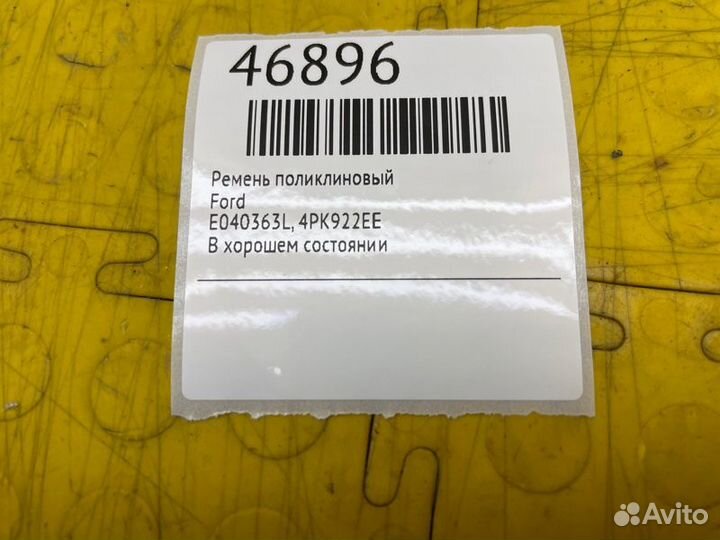 46896
Ремень поликлиновый
Ford
E040363L, 4PK922EE
В хорошем состоянии
Avito